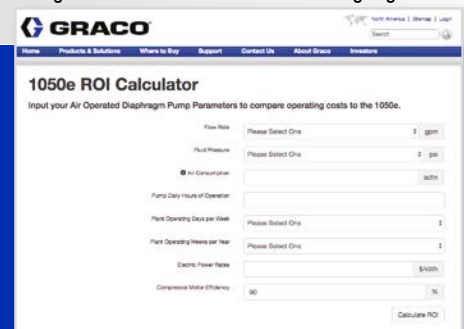 GRACO
North America | Sitemap | Login
Search
Home Products & Solutions Where to Buy Support Contact Us About Graco Investors
1050e ROI Calculator
Input your Air Operated Diaphragm Pump Parameters to compare operating costs to the 1050e.
Flow Rate Please Select One gpm
Fluid Pressure Please Select One psi
Air Consumption scfm
Pump Daily Hours of Operation
Plant Operating Days per Week Please Select One
Plant Operating Weeks per Year Please Select One
Electric Power Rates $/kWh
Compressor Motor Efficiency 90 %
Calculate ROI